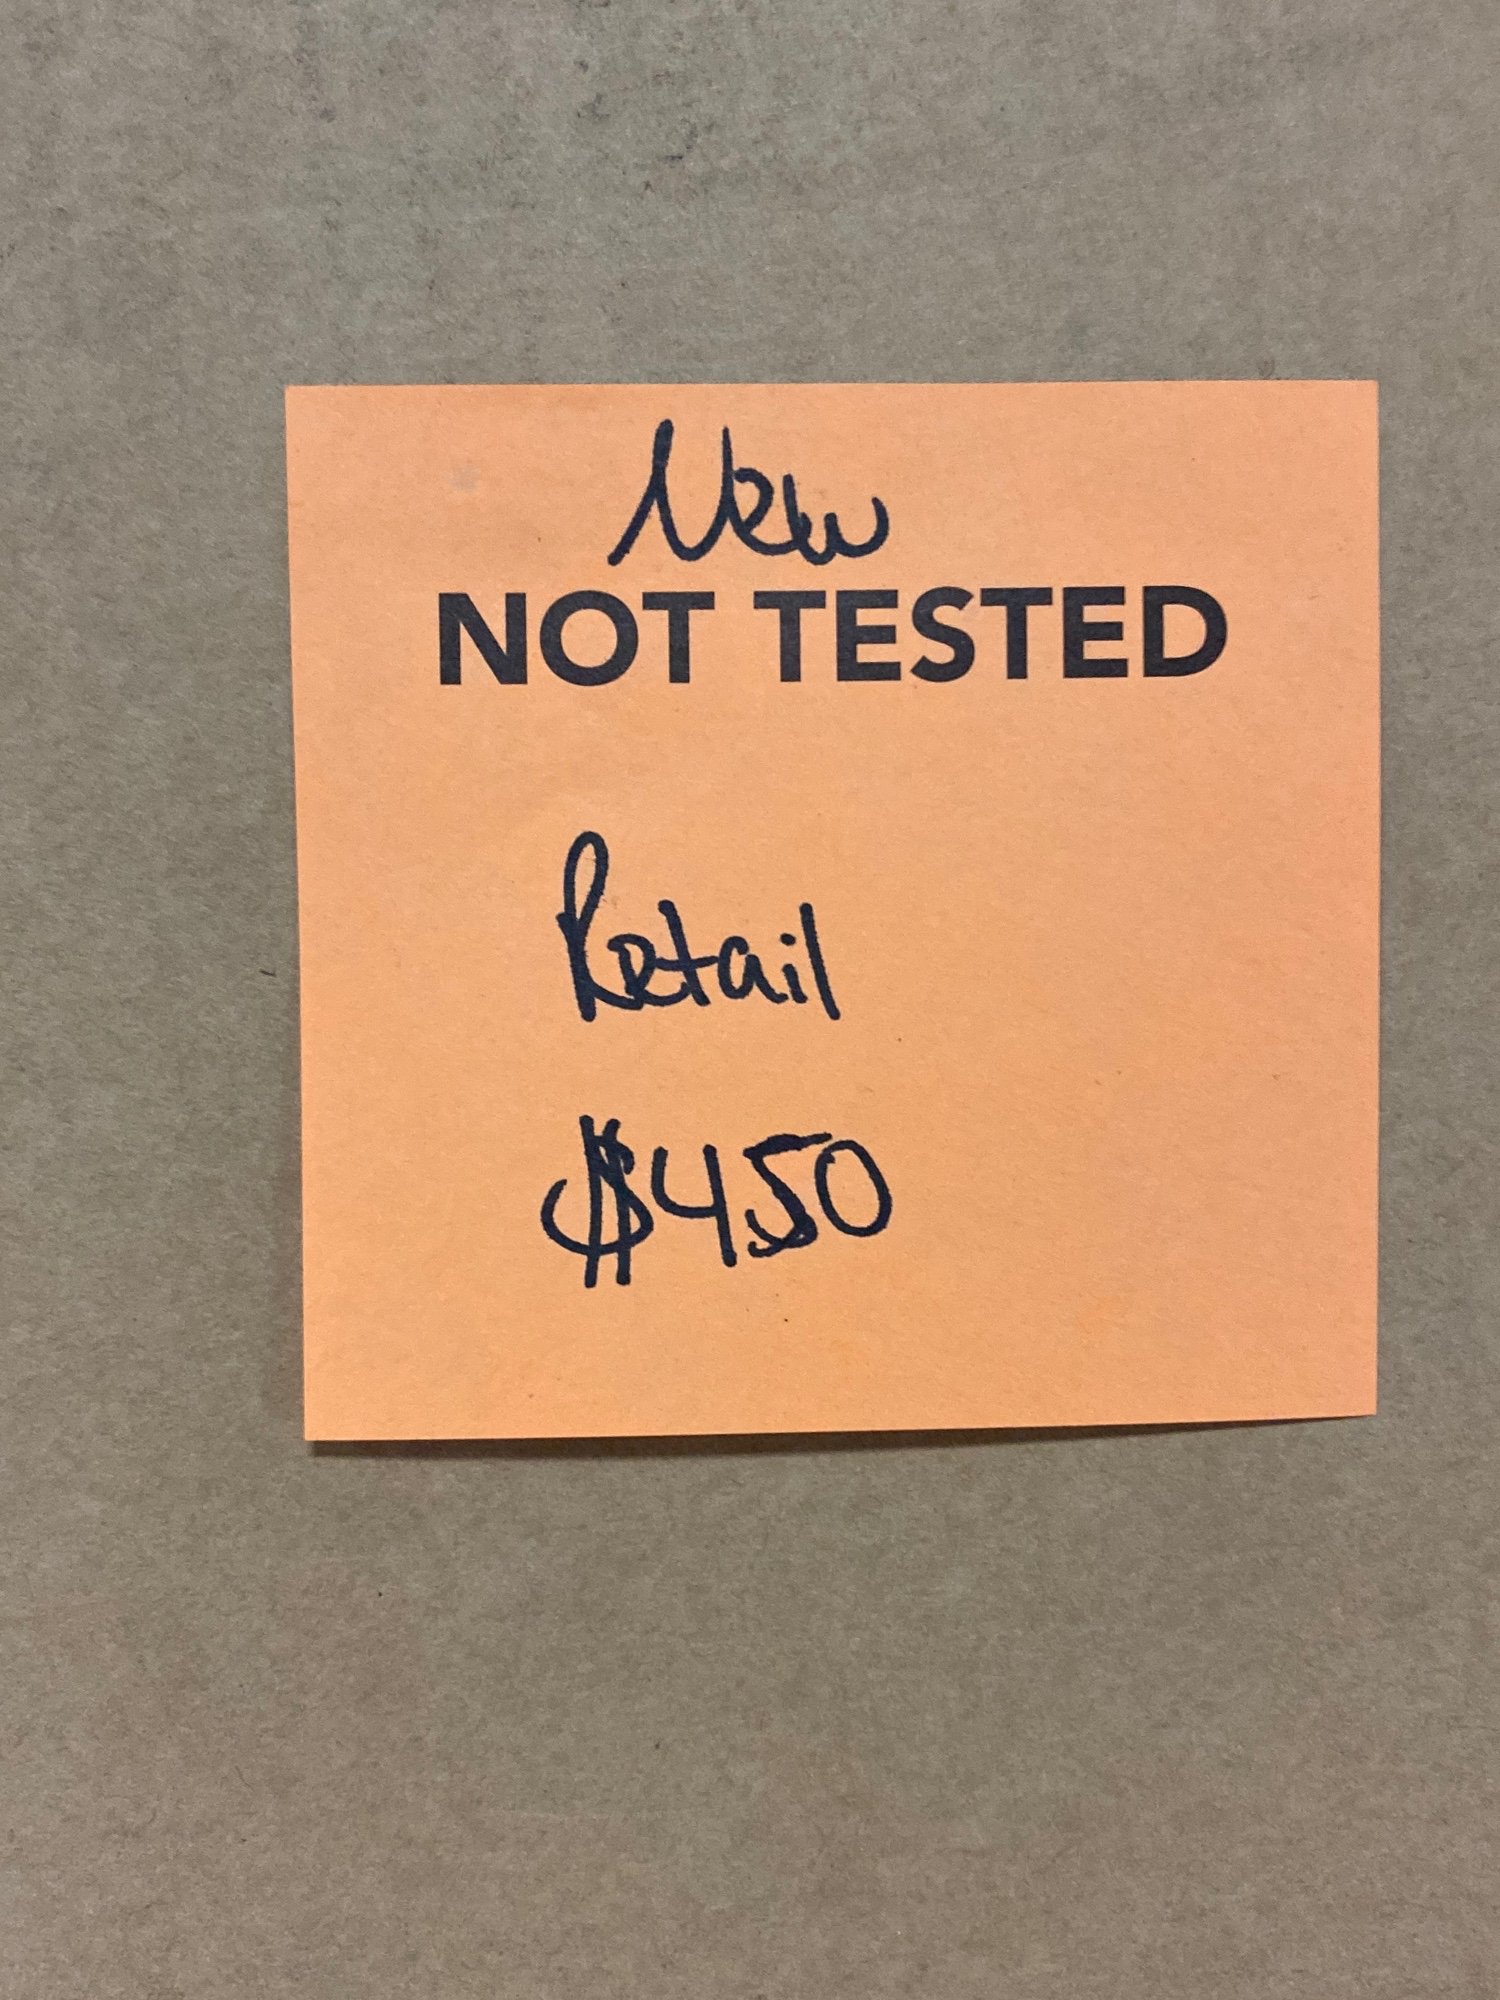 New
NOT TESTED
Retail
$450